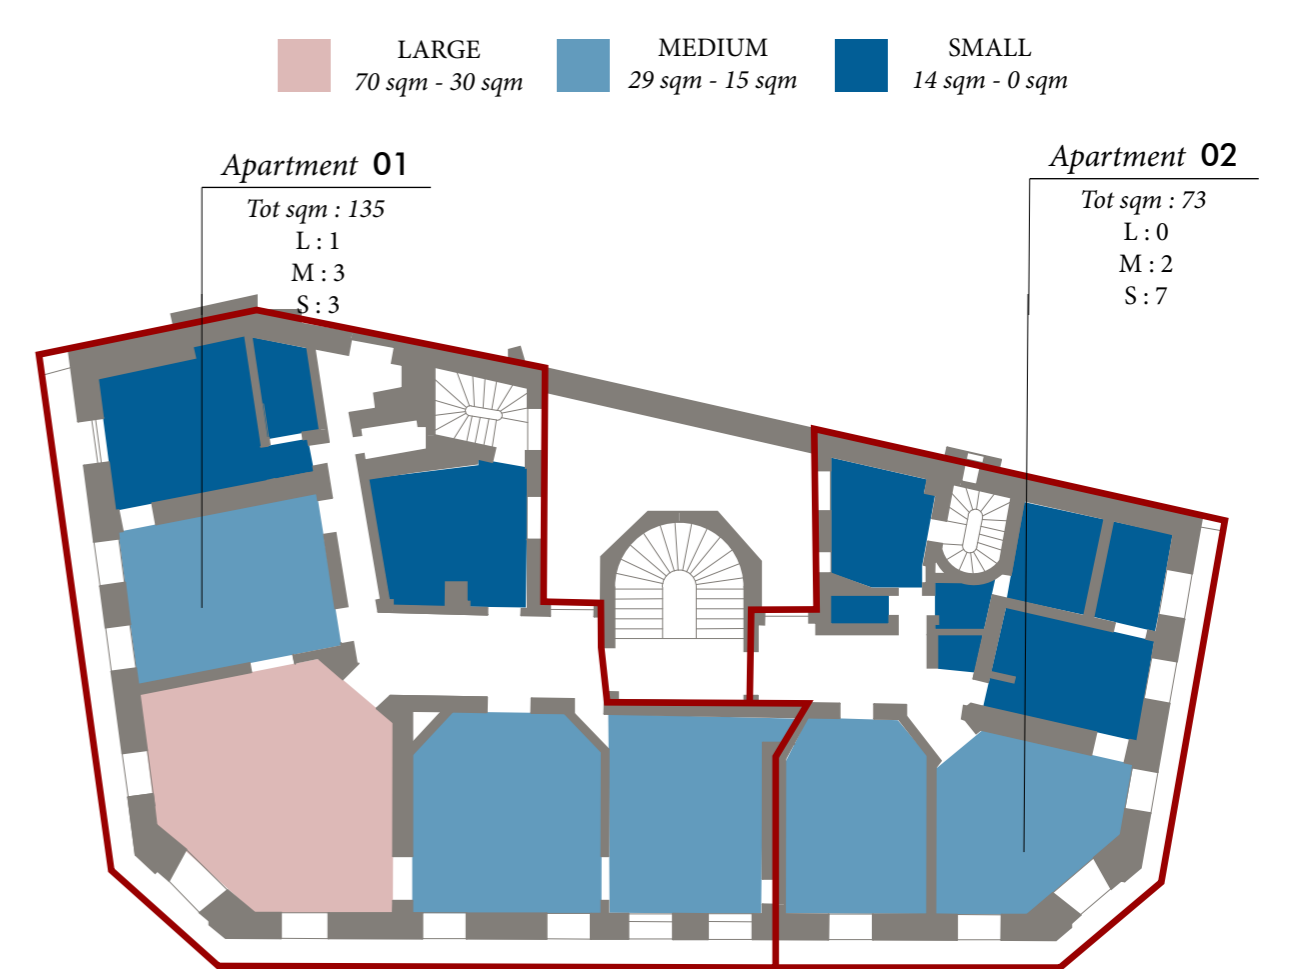 LARGE
70 sqm - 30 sqm
MEDIUM
29 sqm - 15 sqm
SMALL
14 sqm - 0 sqm
Apartment 01
Tot sqm : 135
L : 1
M : 3
S : 3
Apartment 02
Tot sqm : 73
L : 0
M : 2
S : 7